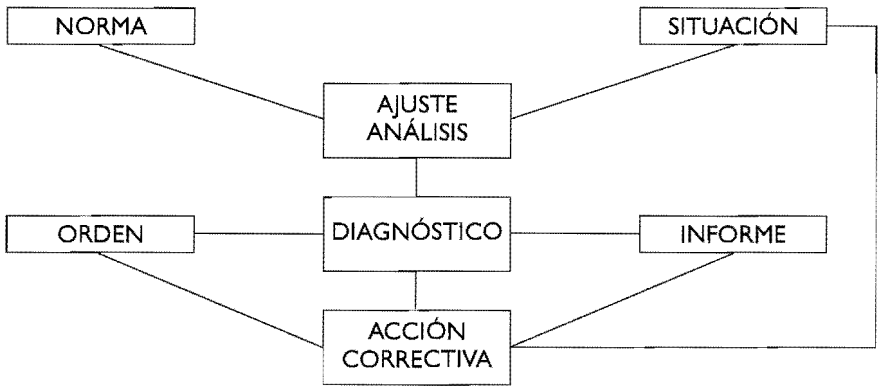 NORMA
SITUACIÓN
AJUSTE
ANÁLISIS
ORDEN
DIAGNÓSTICO
INFORME
ACCIÓN
CORRECTIVA